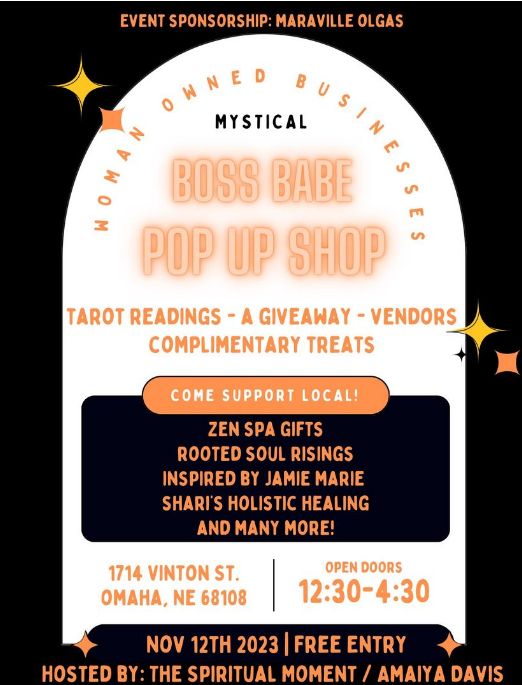 EVENT SPONSORSHIP: MARAVILLE OLGAS
WOMAN OWNED BUSINESSES
MYSTICAL
BOSS BABE
POP UP SHOP
TAROT READINGS - A GIVEAWAY - VENDORS
COMPLIMENTARY TREATS
COME SUPPORT LOCAL!
ZEN SPA GIFTS
ROOTED SOUL RISINGS
INSPIRED BY JAMIE MARIE
SHARI'S HOLISTIC HEALING
AND MANY MORE!
1714 VINTON ST.
OMAHA, NE 68108
OPEN DOORS
12:30-4:30
NOV 12TH 2023 | FREE ENTRY
HOSTED BY: THE SPIRITUAL MOMENT / AMAIYA DAVIS